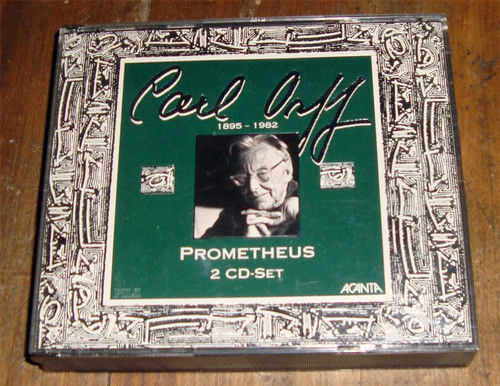 Carl Orff
1895 - 1982
PROMETHEUS
2 CD-SET
ACANTA